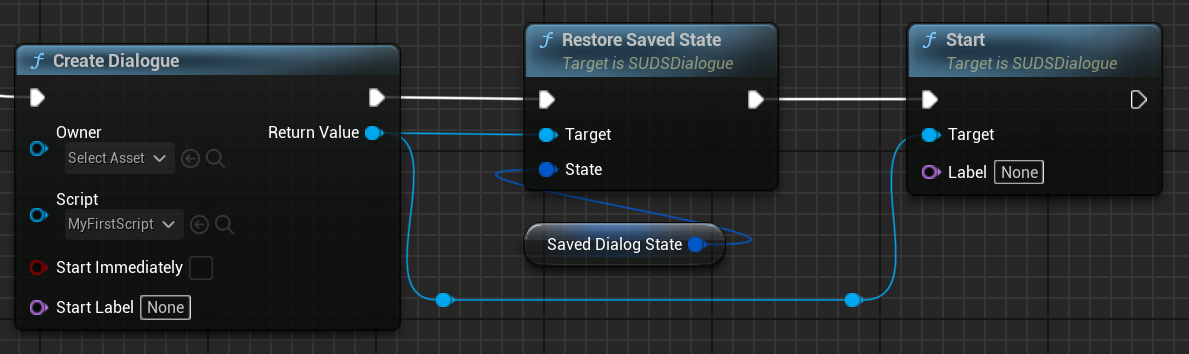 Create Dialogue
Owner
Select Asset
Script
MyFirstScript
Start Immediately
Start Label None
Return Value
Restore Saved State
Target is SUDSDialogue
Target
State
Saved Dialog State
Start
Target is SUDSDialogue
Target
Label None